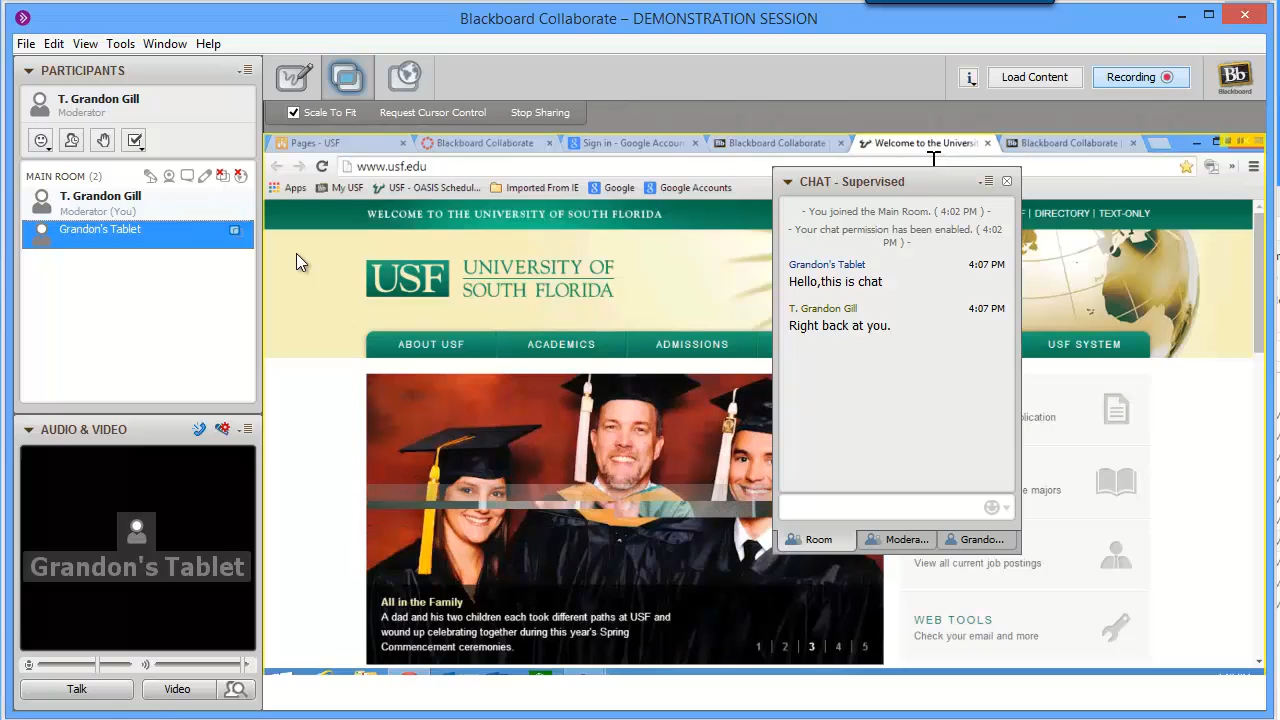 Blackboard Collaborate – DEMONSTRATION SESSION
File Edit View Tools Window Help
PARTICIPANTS
T. Grandon Gill
Moderator
MAIN ROOM (2)
T. Grandon Gill
Moderator (You)
Grandon's Tablet
AUDIO & VIDEO
Grandon's Tablet
Talk
Video
i
Load Content
Recording
Bb
Blackboard
Scale To Fit
Request Cursor Control
Stop Sharing
Pages - USF
Blackboard Collaborate
Sign in - Google Accoun
Blackboard Collaborate
Welcome to the Universi
Blackboard Collaborate
www.usf.edu
Apps
My USF
USF - OASIS Schedul...
Imported From IE
Google
Google Accounts
WELCOME TO THE UNIVERSITY OF SOUTH FLORIDA
| DIRECTORY | TEXT-ONLY
USF
UNIVERSITY OF
SOUTH FLORIDA
ABOUT USF
ACADEMICS
ADMISSIONS
USF SYSTEM
All in the Family
A dad and his two children each took different paths at USF and
wound up celebrating together during this year's Spring
Commencement ceremonies.
1 2 3 4 5
CHAT - Supervised
- You joined the Main Room. ( 4:02 PM ) -
- Your chat permission has been enabled. ( 4:02
PM ) -
Grandon's Tablet 4:07 PM
Hello,this is chat
T. Grandon Gill 4:07 PM
Right back at you.
Room
Modera...
Grando...
plication
e majors
View all current job postings
WEB TOOLS
Check your email and more